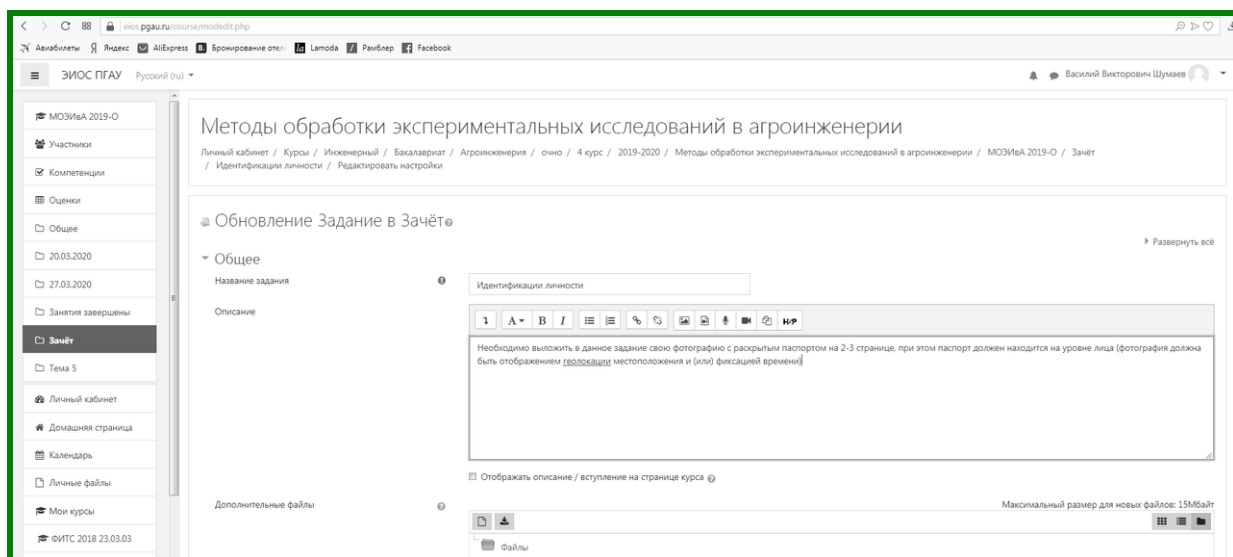 eios.pgau.ru/course/modedit.php
Авиабилеты Яндекс AliExpress Бронирование отел Lamoda Рамблер Facebook
ЭИОС ПГАУ Русский (ru) Василий Викторович Шумаев
МОЭИвА 2019-О
Участники
Компетенции
Оценки
Общее
20.03.2020
27.03.2020
Занятия завершены
Зачёт
Тема 5
Личный кабинет
Домашняя страница
Календарь
Личные файлы
Мои курсы
ФИТС 2018 23.03.03
Методы обработки экспериментальных исследований в агроинженерии
Личный кабинет / Курсы / Инженерный / Бакалавриат / Агроинженерия / очно / 4 курс / 2019-2020 / Методы обработки экспериментальных исследований в агроинженерии / МОЭИвА 2019-О / Зачёт
/ Идентификации личности / Редактировать настройки
Обновление Задание в Зачёт
Развернуть всё
Общее
Название задания Идентификации личности
Описание
A B I H-P
Необходимо выложить в данное задание свою фотографию с раскрытым паспортом на 2-3 странице, при этом паспорт должен находится на уровне лица (фотография должна
быть отображением геолокации местоположения и (или) фиксацией времени)
Отображать описание / вступление на странице курса
Дополнительные файлы Максимальный размер для новых файлов: 15Мбайт
Файлы